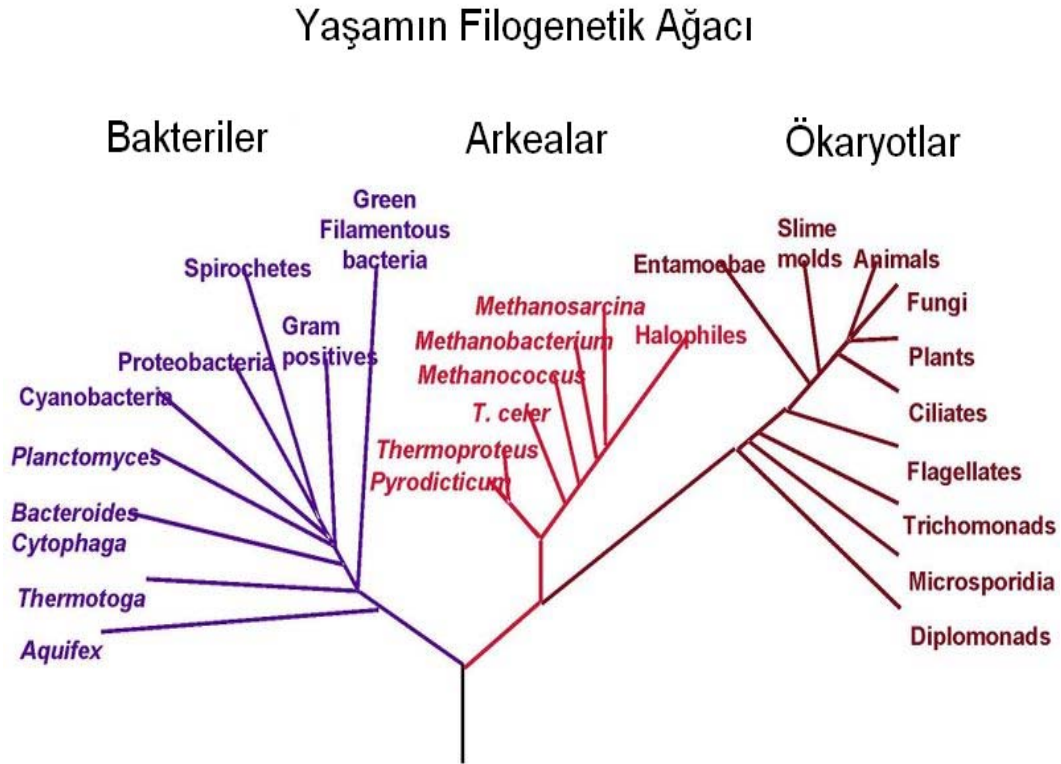 Yaşamın Filogenetik Ağacı
Bakteriler
Arkealar
Ökaryotlar
Green
Filamentous
bacteria
Spirochetes
Gram
positives
Proteobacteria
Cyanobacteria
Planctomyces
Bacteroides
Cytophaga
Thermotoga
Aquifex
Methanosarcina
Methanobacterium
Halophiles
Methanococcus
T. celer
Thermoproteus
Pyrodicticum
Entamoebae
Slime
molds
Animals
Fungi
Plants
Ciliates
Flagellates
Trichomonads
Microsporidia
Diplomonads